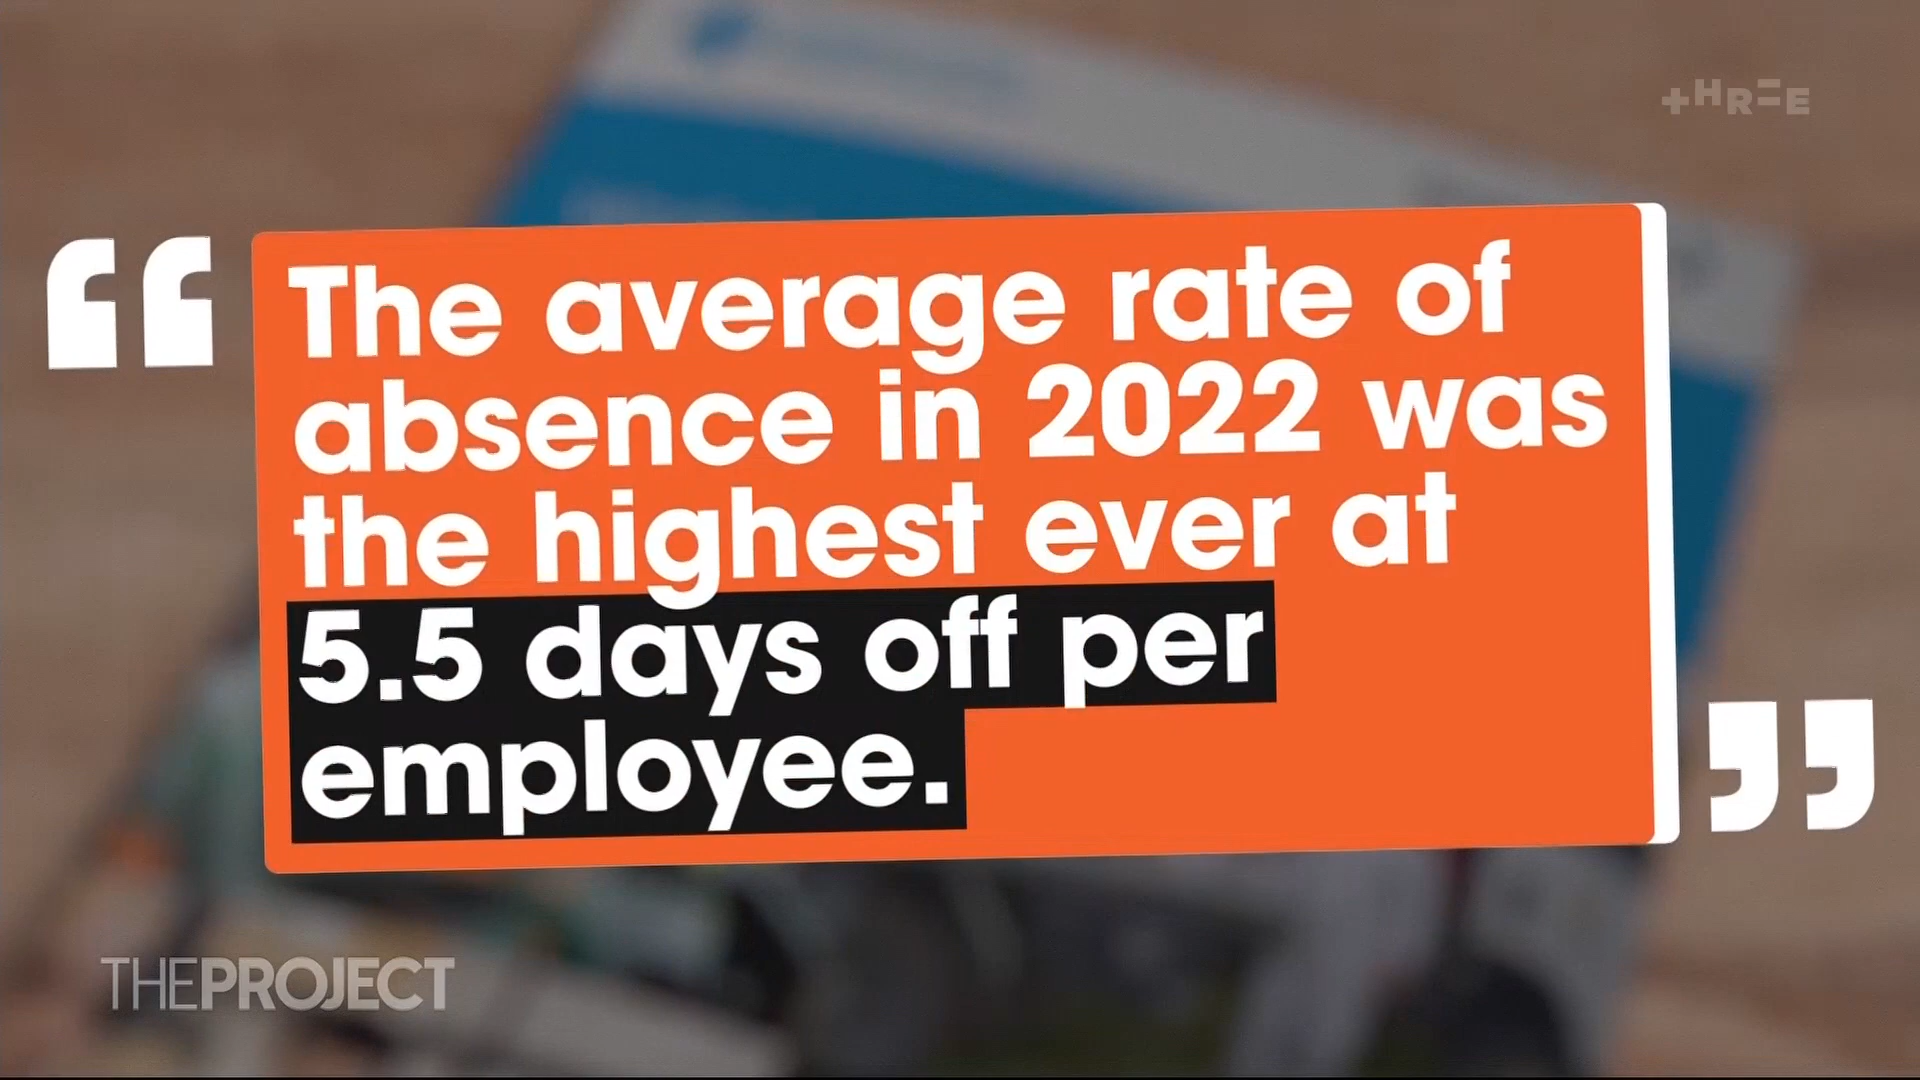 THREE
“The average rate of
absence in 2022 was
the highest ever at
5.5 days off per
employee.”
THEPROJECT